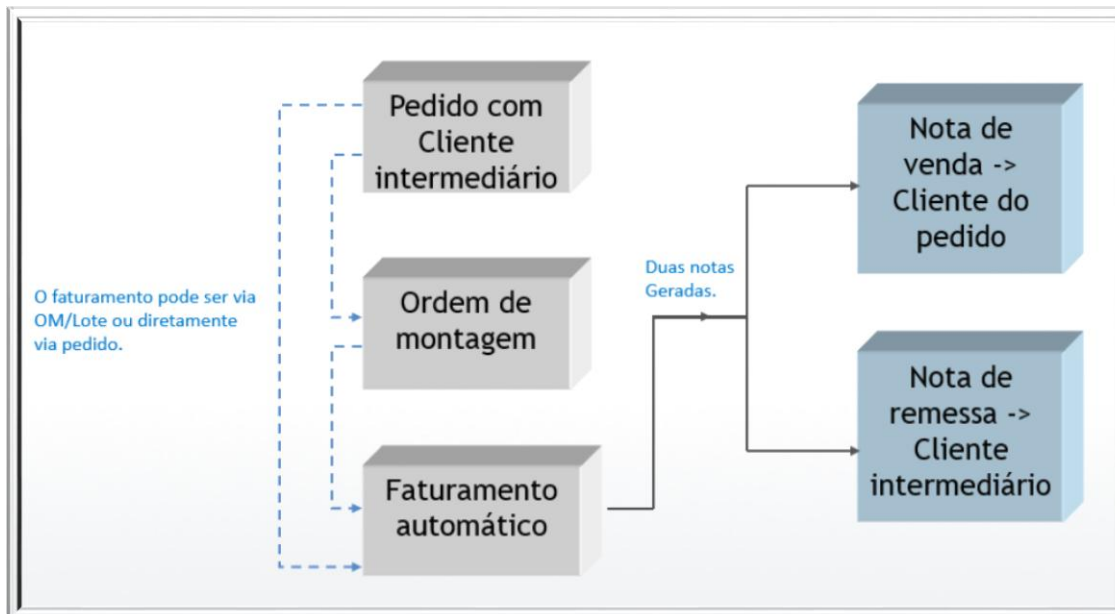 Pedido com
Cliente
intermediário
O faturamento pode ser via
OM/Lote ou diretamente
via pedido.
Ordem de
montagem
Faturamento
automático
Duas notas
Geradas.
Nota de
venda ->
Cliente do
pedido
Nota de
remessa ->
Cliente
intermediário